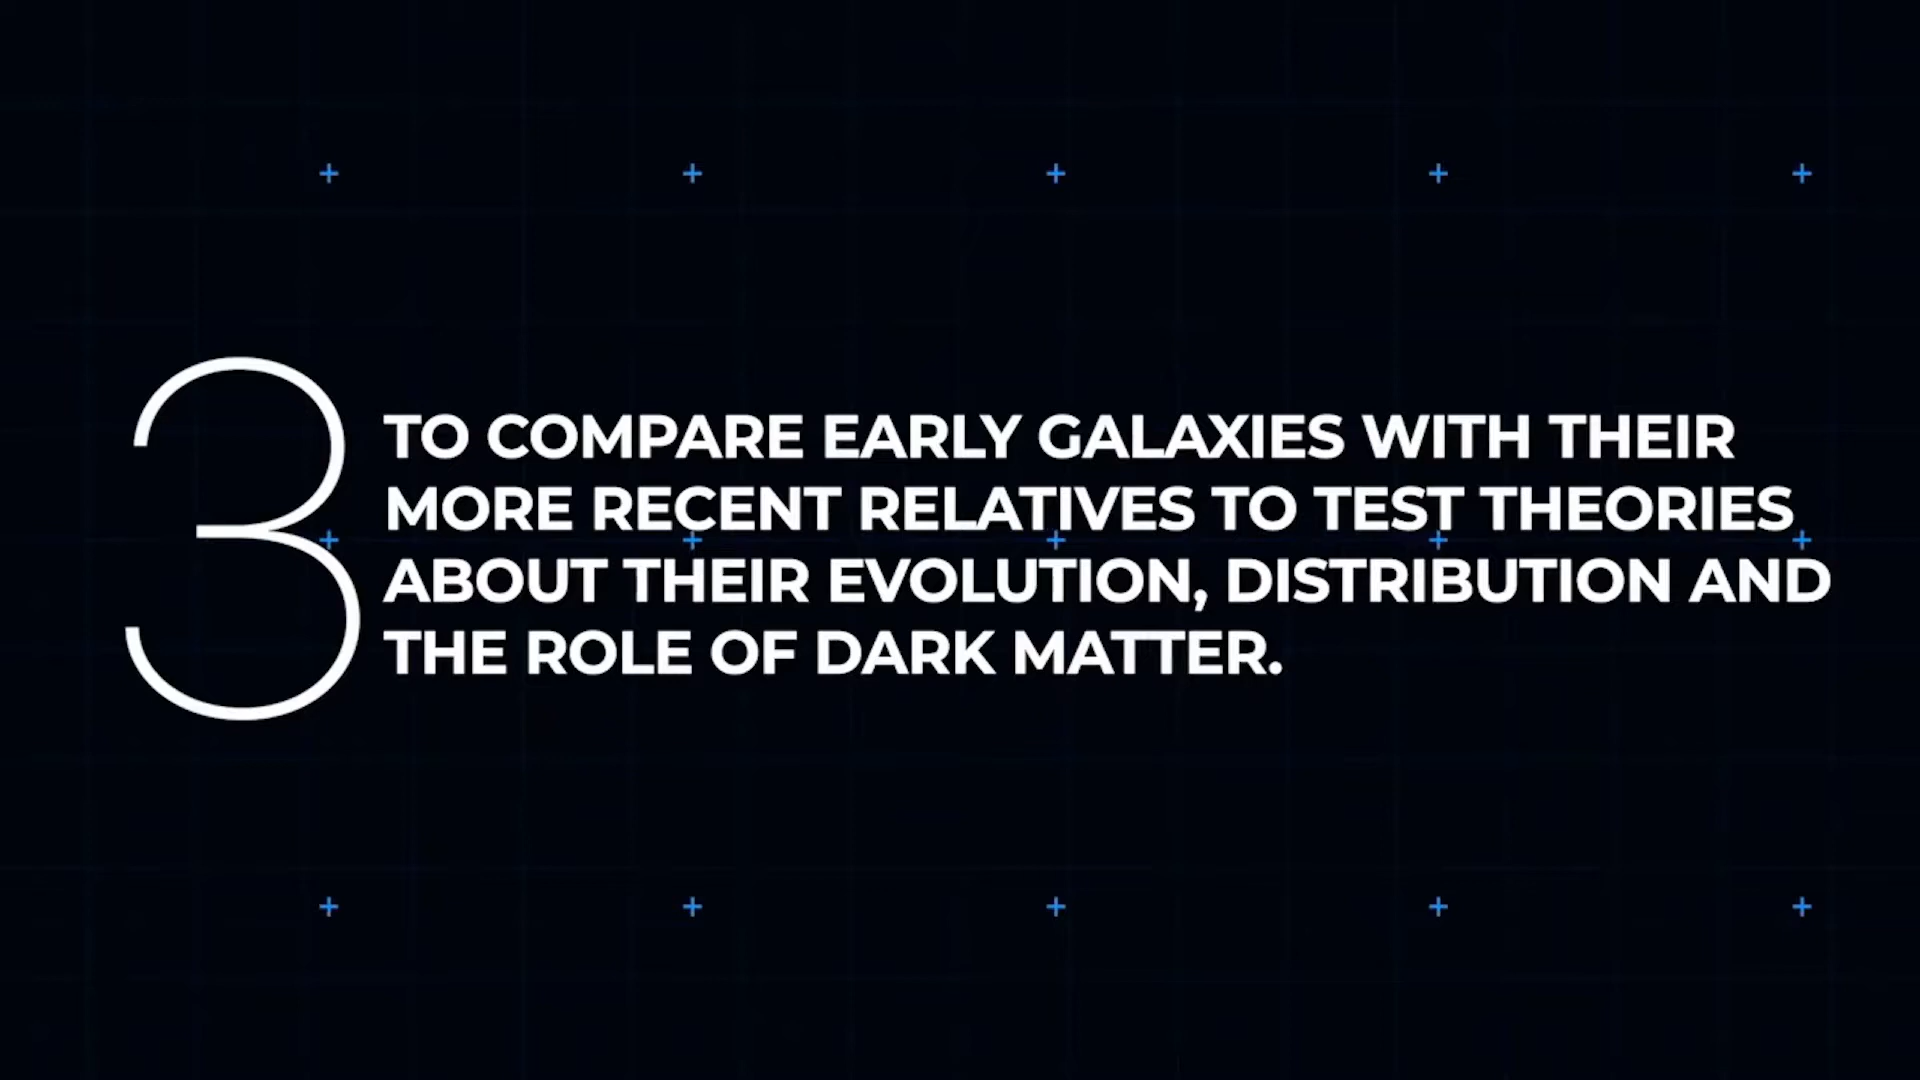 3
TO COMPARE EARLY GALAXIES WITH THEIR
MORE RECENT RELATIVES TO TEST THEORIES
ABOUT THEIR EVOLUTION, DISTRIBUTION AND
THE ROLE OF DARK MATTER.